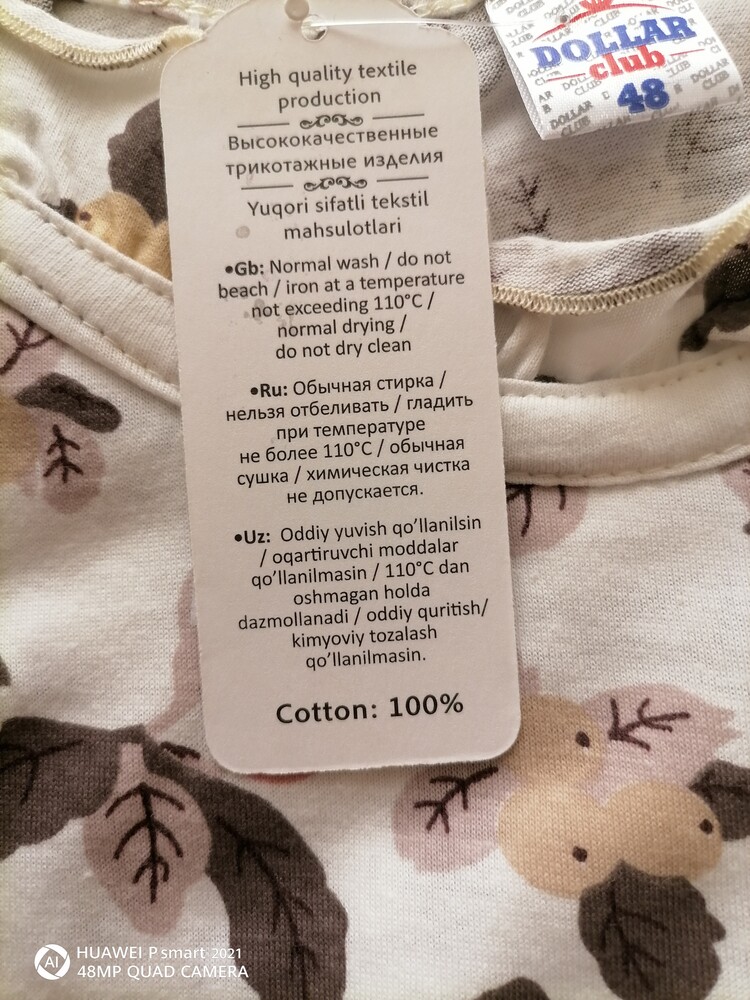 High quality textile
production
Высококачественные
трикотажные изделия
Yuqori sifatli tekstil
mahsulotlari
•Gb: Normal wash / do not
beach / iron at a temperature
not exceeding 110°C /
normal drying /
do not dry clean
•Ru: Обычная стирка /
нельзя отбеливать / гладить
при температуре
не более 110°C / обычная
сушка / химическая чистка
не допускается.
•Uz: Oddiy yuvish qo'llanilsin
/ oqartiruvchi moddalar
qo'llanilmasin / 110°C dan
oshmagan holda
dazmollanadi / oddiy quritish/
kimyoviy tozalash
qo'llanilmasin.
Cotton: 100%
DOLLAR
club
48
HUAWEI P smart 2021
48MP QUAD CAMERA
AI